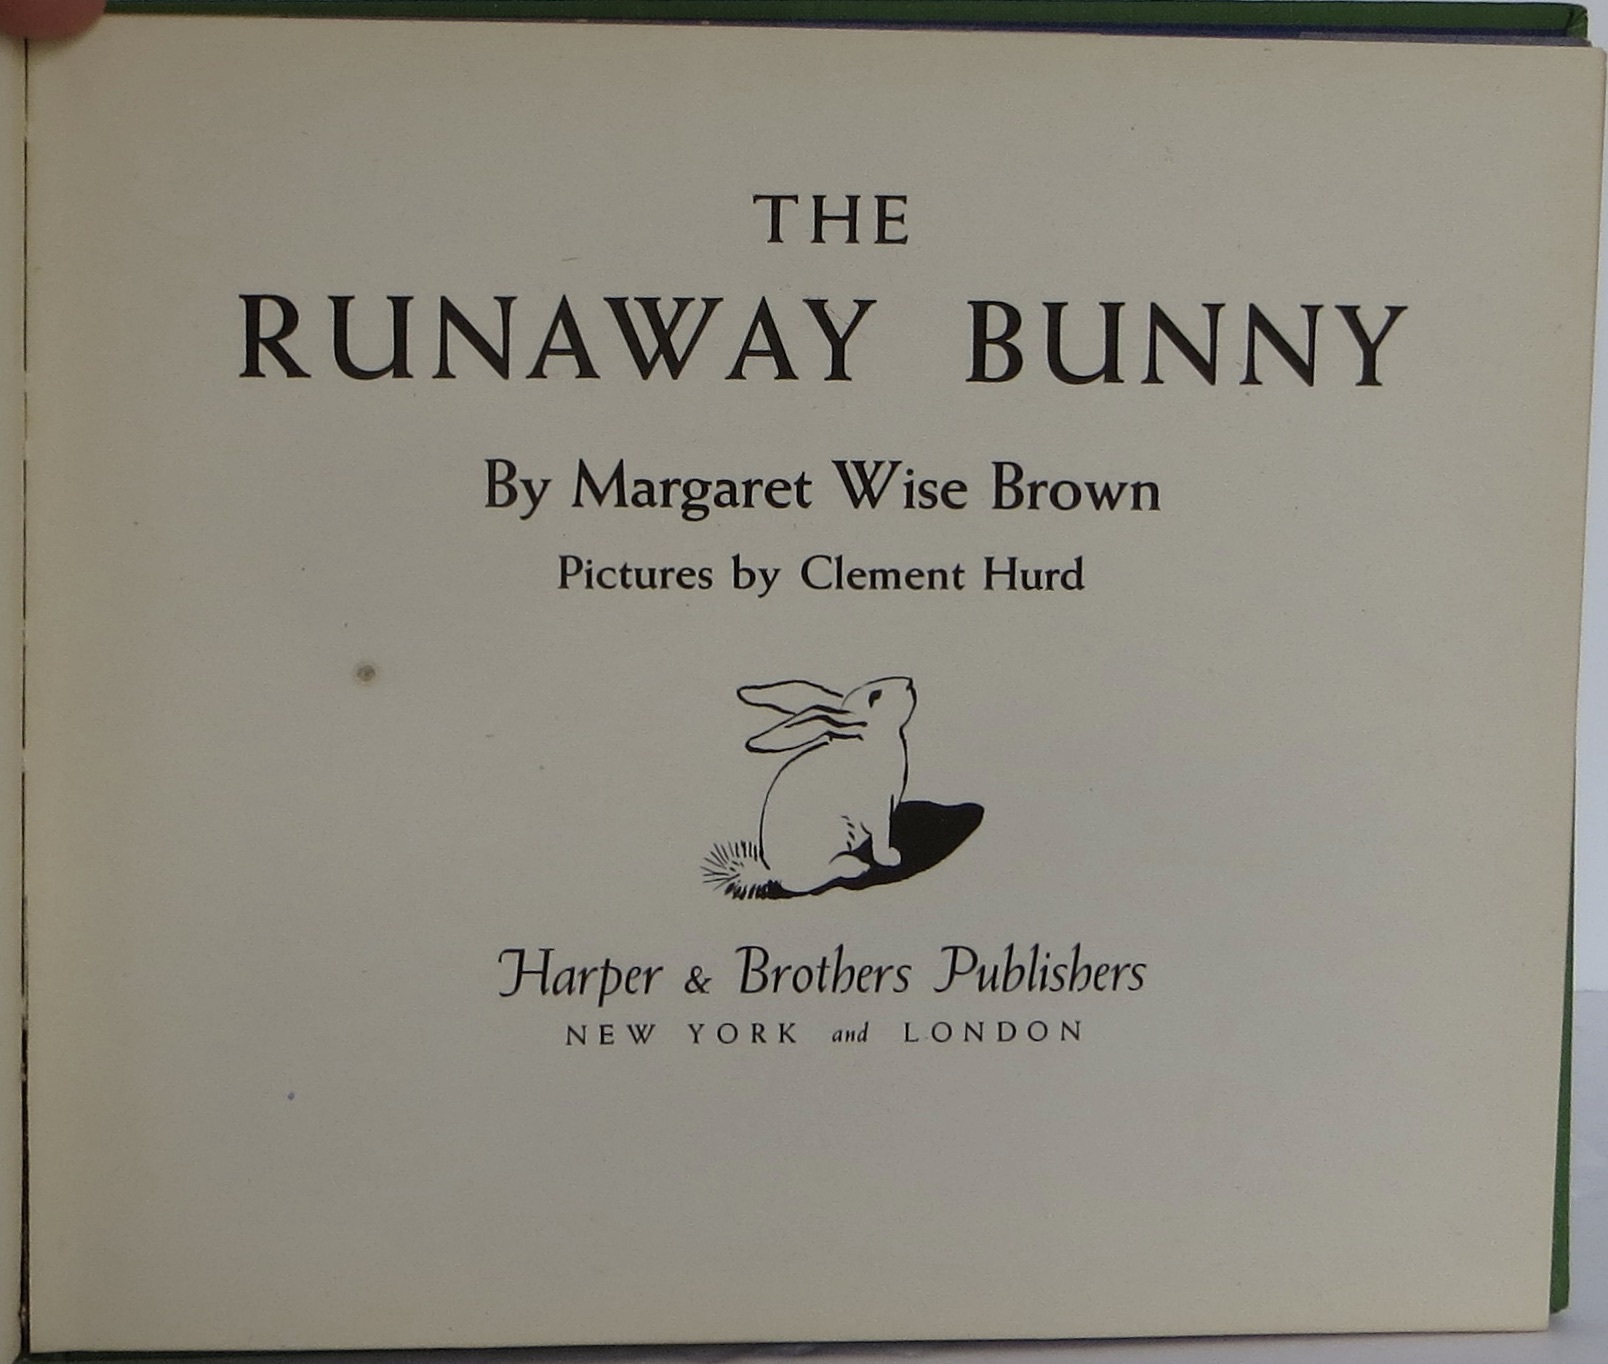 THE
RUNAWAY BUNNY
By Margaret Wise Brown
Pictures by Clement Hurd
Harper & Brothers Publishers
NEW YORK and LONDON